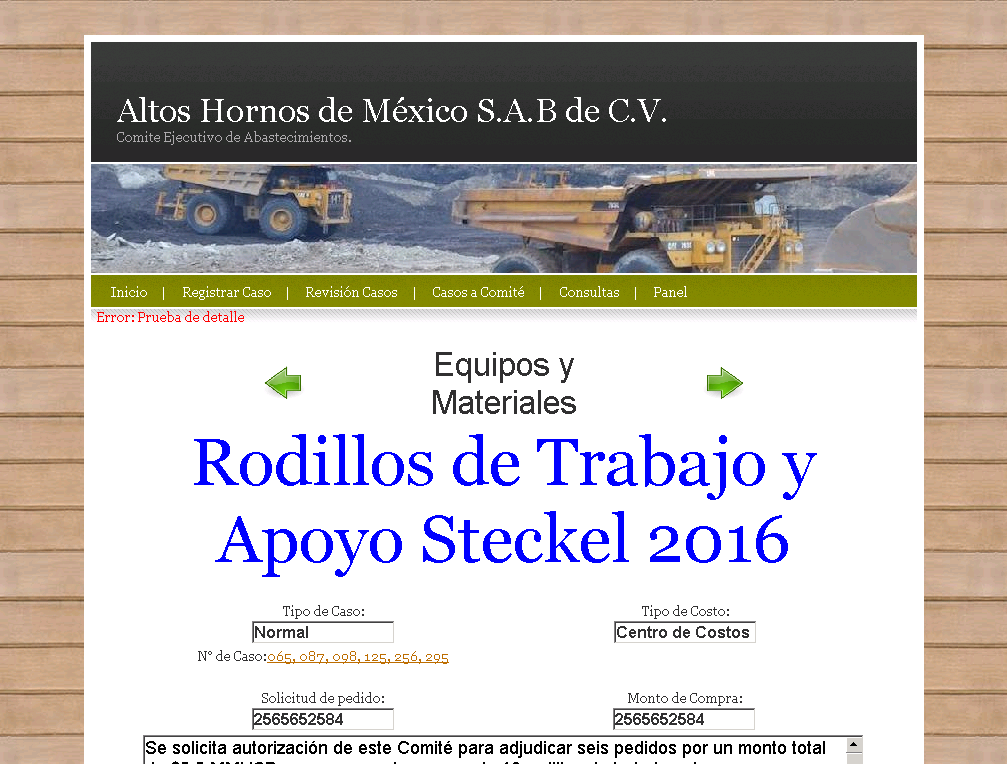 Altos Hornos de México S.A.B de C.V.
Comite Ejecutivo de Abastecimientos.
Inicio | Registrar Caso | Revisión Casos | Casos a Comité | Consultas | Panel
Error: Prueba de detalle
Equipos y
Materiales
Rodillos de Trabajo y
Apoyo Steckel 2016
Tipo de Caso: Tipo de Costo:
Normal Centro de Costos
N° de Caso:065, 087, 098, 125, 256, 295
Solicitud de pedido: Monto de Compra:
2565652584 2565652584
Se solicita autorización de este Comité para adjudicar seis pedidos por un monto total